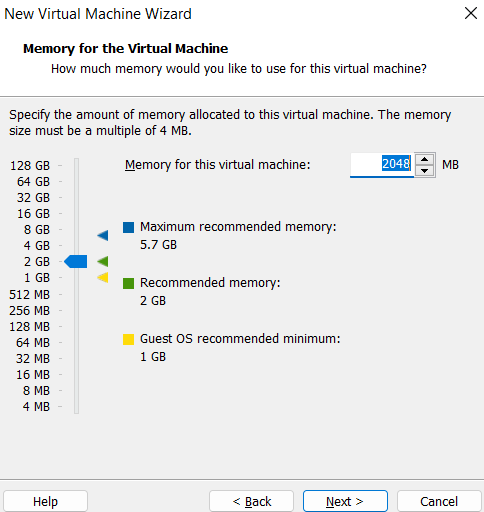 New Virtual Machine Wizard
Memory for the Virtual Machine
How much memory would you like to use for this virtual machine?
Specify the amount of memory allocated to this virtual machine. The memory
size must be a multiple of 4 MB.
128 GB
64 GB
32 GB
16 GB
8 GB
4 GB
2 GB
1 GB
512 MB
256 MB
128 MB
64 MB
32 MB
16 MB
8 MB
4 MB
Memory for this virtual machine: 2048 MB
Maximum recommended memory:
5.7 GB
Recommended memory:
2 GB
Guest OS recommended minimum:
1 GB
Help < Back Next > Cancel